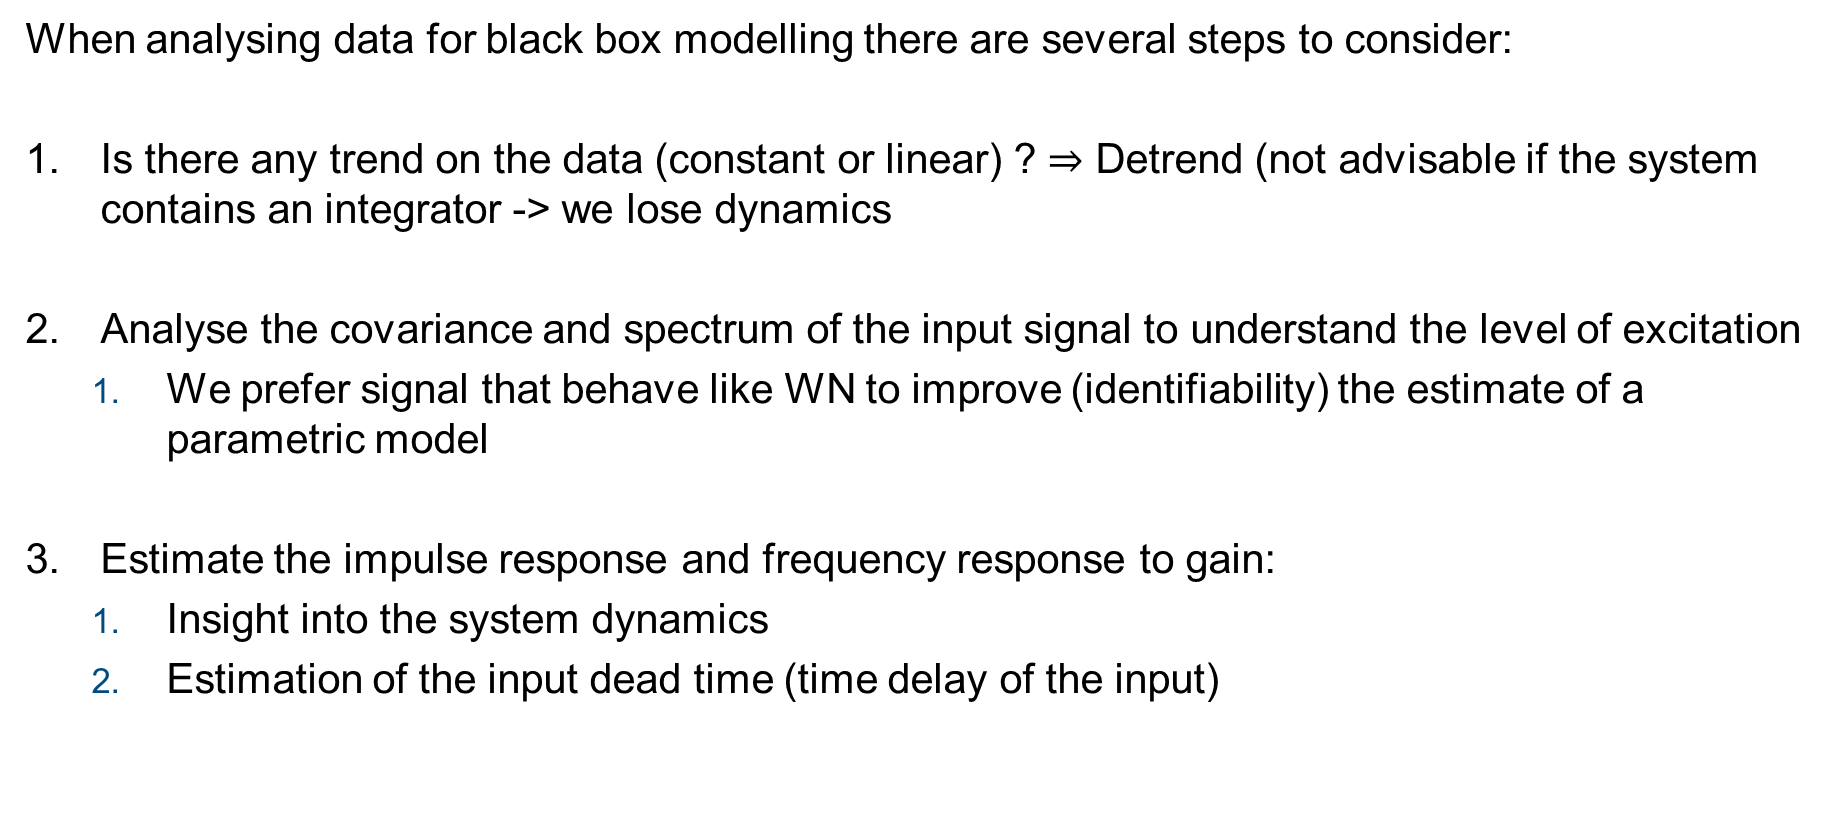 When analysing data for black box modelling there are several steps to consider:
1. Is there any trend on the data (constant or linear) ? ⇒ Detrend (not advisable if the system
contains an integrator -> we lose dynamics
2. Analyse the covariance and spectrum of the input signal to understand the level of excitation
1. We prefer signal that behave like WN to improve (identifiability) the estimate of a
parametric model
3. Estimate the impulse response and frequency response to gain:
1. Insight into the system dynamics
2. Estimation of the input dead time (time delay of the input)